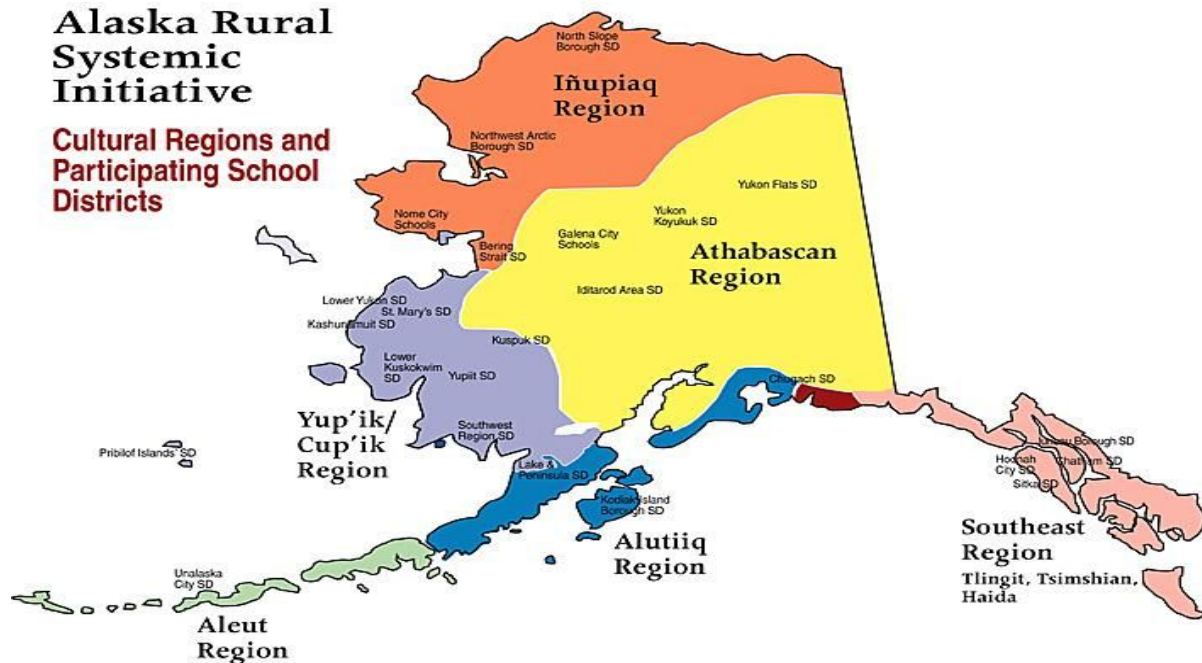 Alaska Rural
Systemic
Initiative
Cultural Regions and
Participating School
Districts
North Slope
Borough SD
Iñupiaq
Region
Northwest Arctic
Borough SD
Nome City
Schools
Bering
Strait SD
Yukon Flats SD
Yukon
Koyukuk SD
Galena City
Schools
Athabascan
Region
Iditarod Area SD
Lower Yukon SD
St. Mary's SD
Kashunamuit SD
Kuspuk SD
Lower
Kuskokwim
SD
Yupiit SD
Chugach SD
Yup'ik/
Cup'ik
Region
Southwest
Region SD
Pribilof Islands' SD
Lake &
Peninsula SD
Kodiak Island
Borough SD
Alutiiq
Region
Juneau Borough SD
Hoonah
City SD
Chatham SD
Sitka SD
Southeast
Region
Tlingit, Tsimshian,
Haida
Unalaska
City SD
Aleut
Region